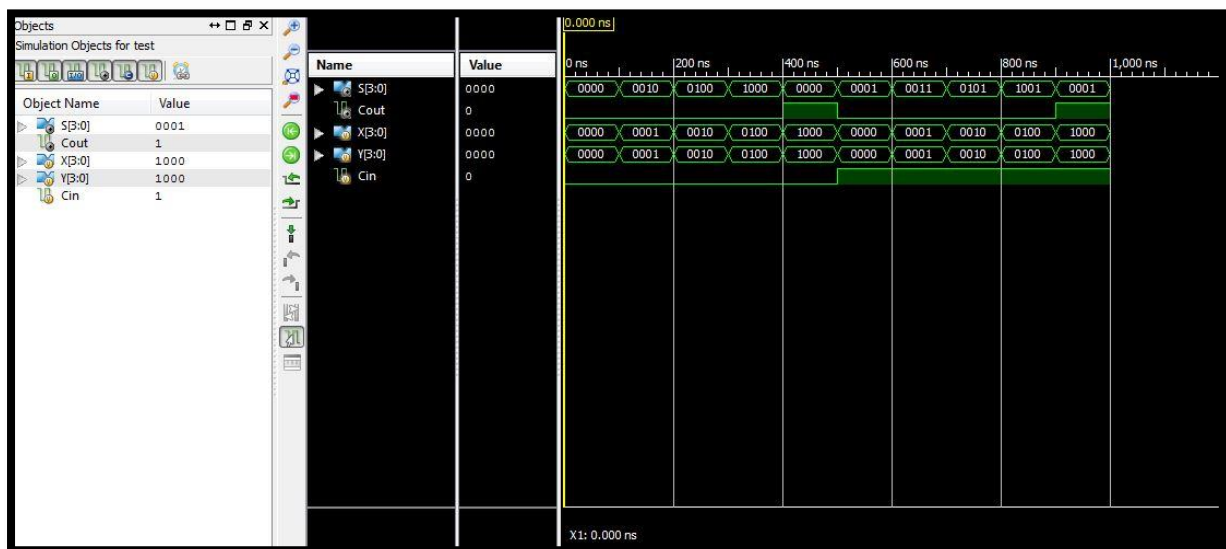 Objects
Simulation Objects for test
Object Name Value
S[3:0] 0001
Cout 1
X[3:0] 1000
Y[3:0] 1000
Cin 1
0.000 ns
Name Value
0 ns 200 ns 400 ns 600 ns 800 ns 1,000 ns
S[3:0] 0000 0000 0010 0100 1000 0000 0001 0011 0101 1001 0001
Cout 0
X[3:0] 0000 0000 0001 0010 0100 1000 0000 0001 0010 0100 1000
Y[3:0] 0000 0000 0001 0010 0100 1000 0000 0001 0010 0100 1000
Cin 0
X1: 0.000 ns